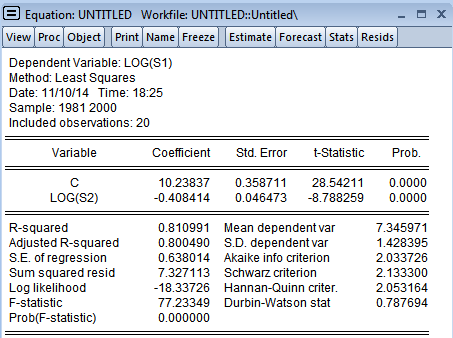 Equation: UNTITLED Workfile: UNTITLED::Untitled\
View Proc Object Print Name Freeze Estimate Forecast Stats Resids
Dependent Variable: LOG(S1)
Method: Least Squares
Date: 11/10/14 Time: 18:25
Sample: 1981 2000
Included observations: 20
Variable Coefficient Std. Error t-Statistic Prob.
C 10.23837 0.358711 28.54211 0.0000
LOG(S2) -0.408414 0.046473 -8.788259 0.0000
R-squared 0.810991 Mean dependent var 7.345971
Adjusted R-squared 0.800490 S.D. dependent var 1.428395
S.E. of regression 0.638014 Akaike info criterion 2.033726
Sum squared resid 7.327113 Schwarz criterion 2.133300
Log likelihood -18.33726 Hannan-Quinn criter. 2.053164
F-statistic 77.23349 Durbin-Watson stat 0.787694
Prob(F-statistic) 0.000000